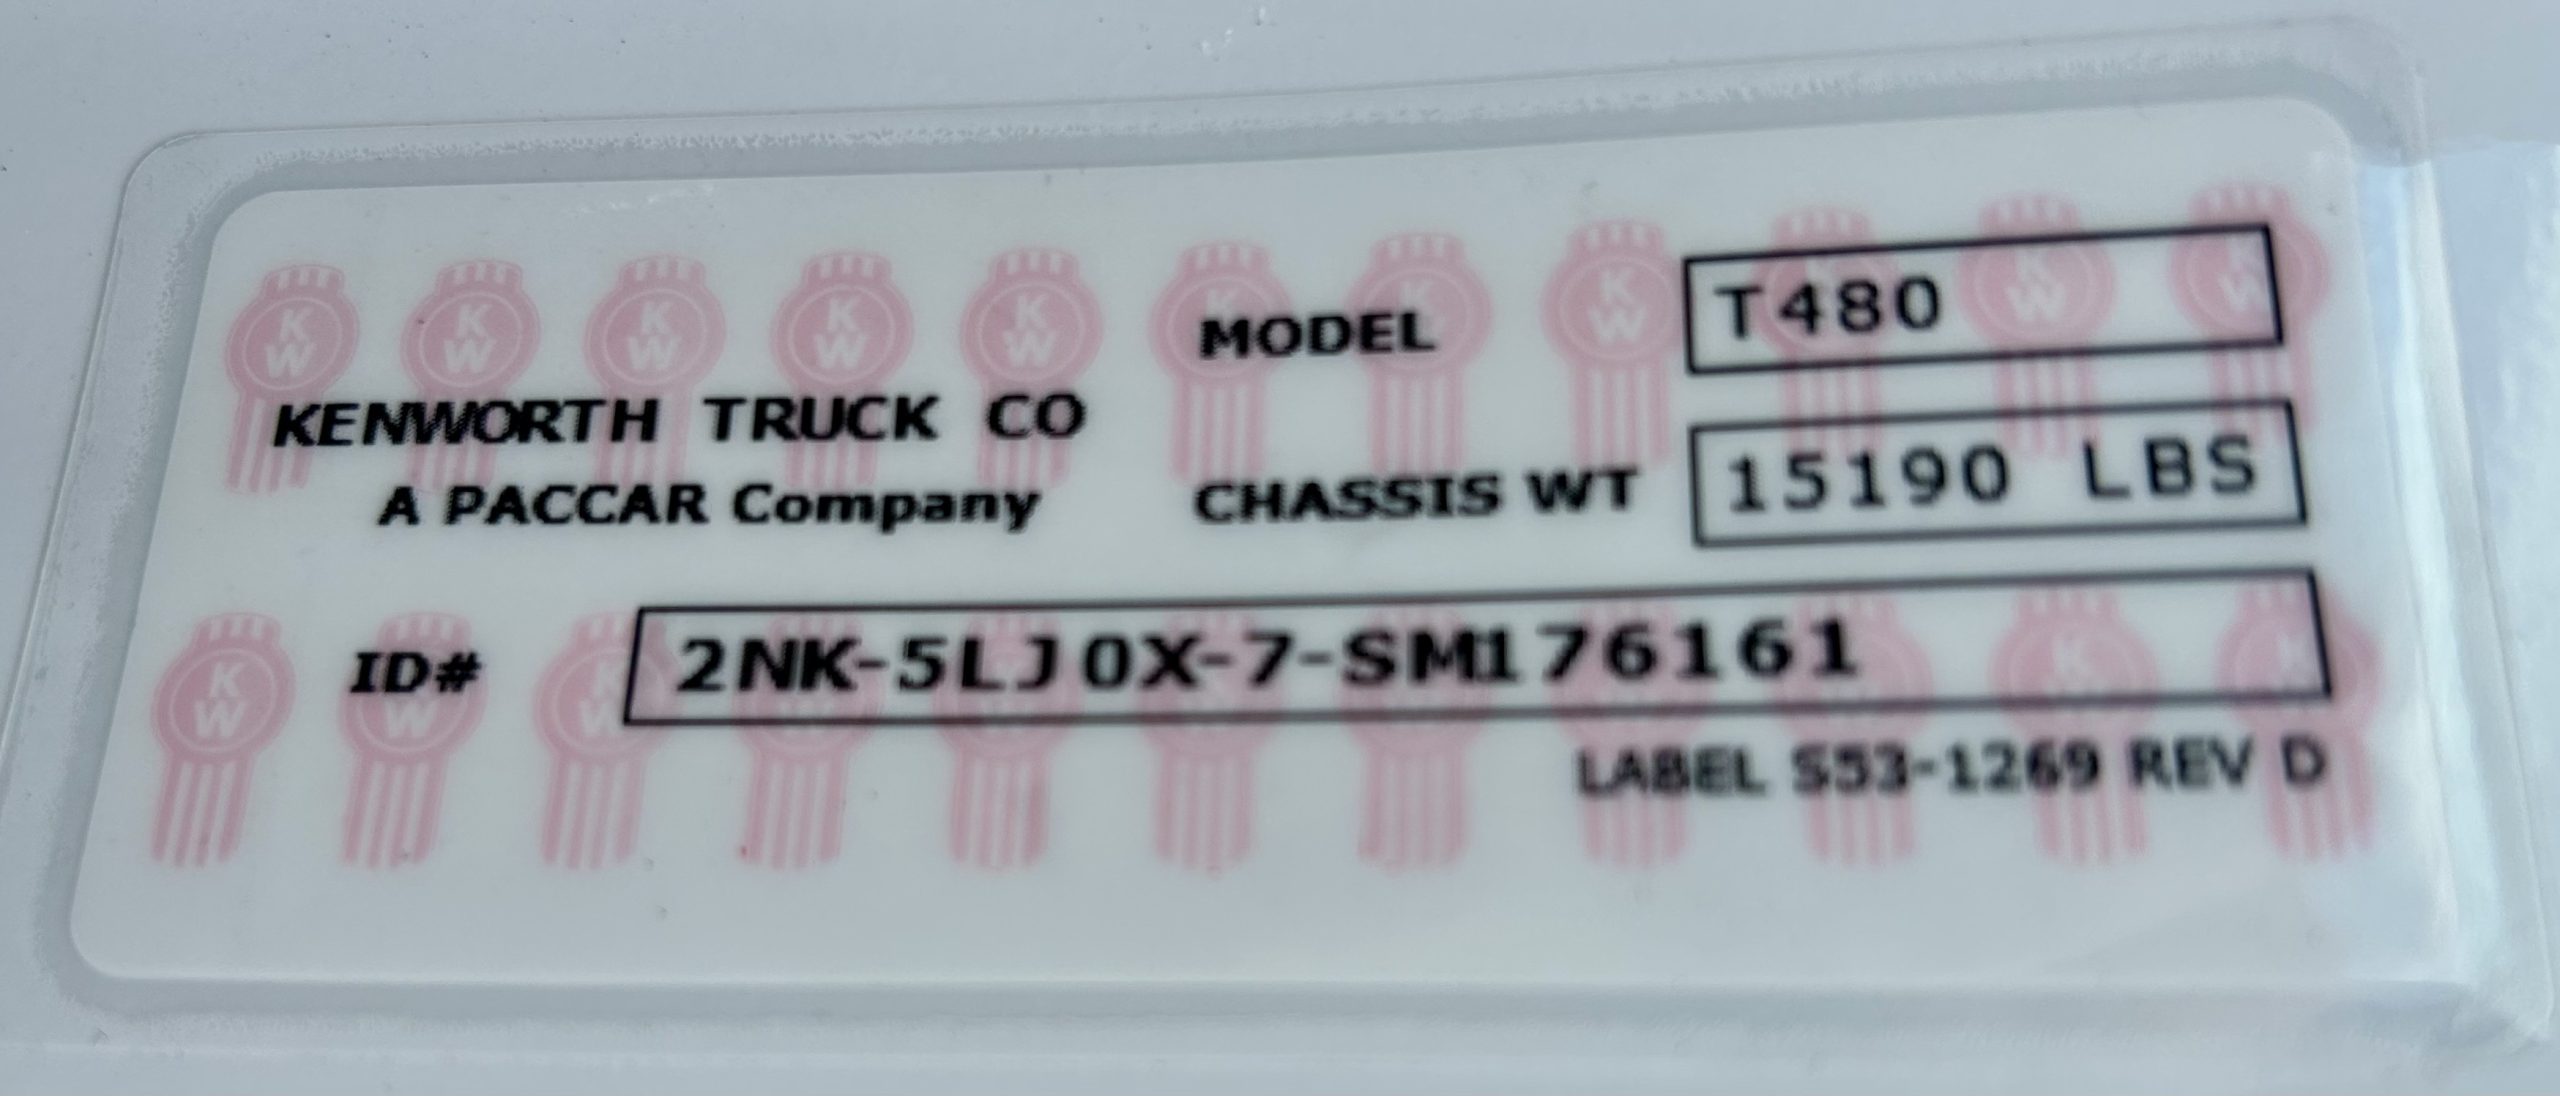 MODEL T480
KENWORTH TRUCK CO
A PACCAR Company
CHASSIS WT 15190 LBS
ID# 2NK-5LJ0X-7-SM176161
LABEL S53-1269 REV D